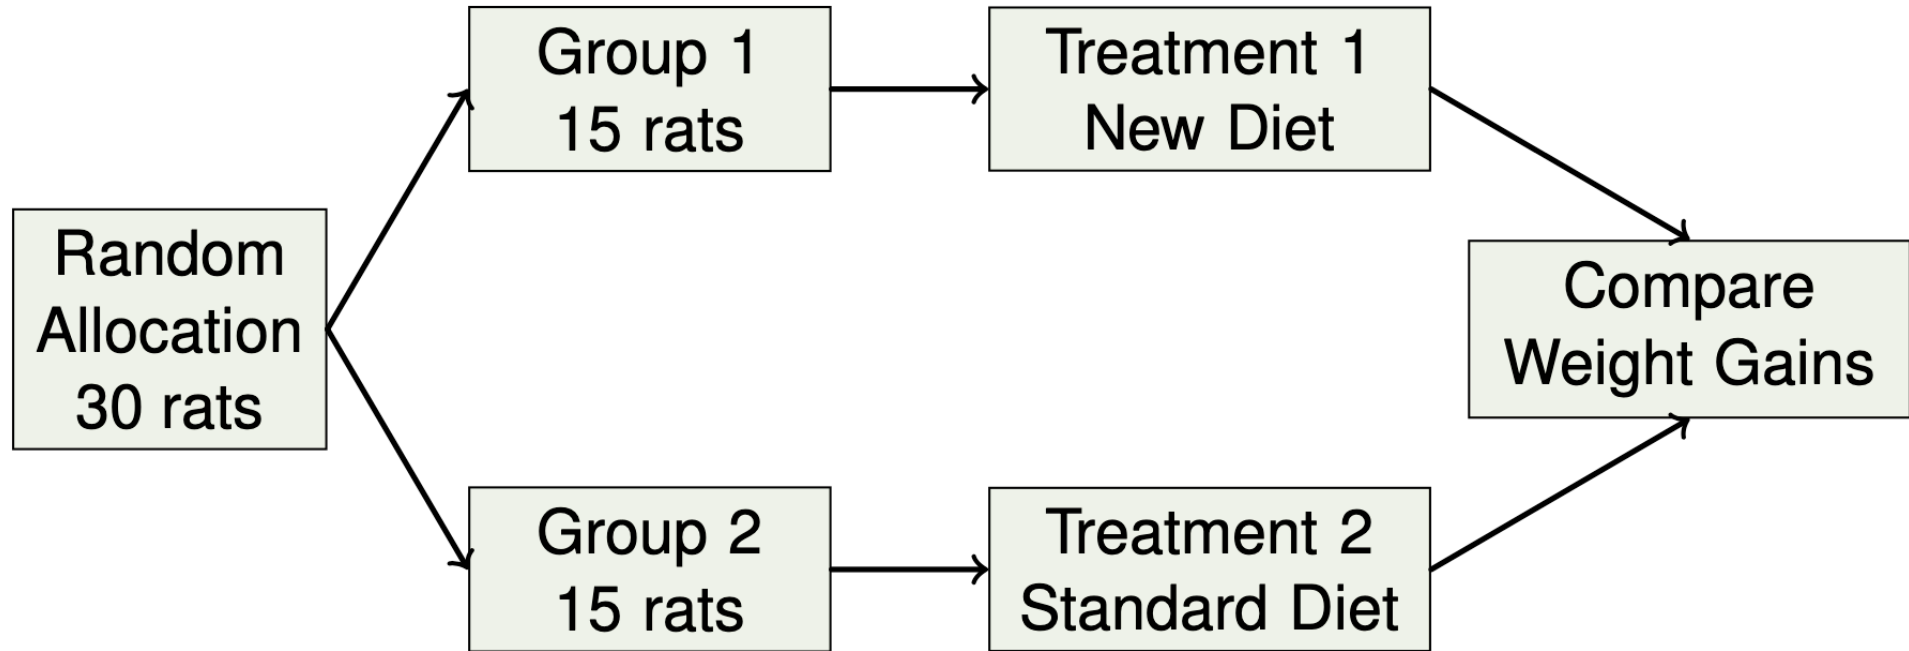 Random
Allocation
30 rats
Group 1
15 rats
Treatment 1
New Diet
Group 2
15 rats
Treatment 2
Standard Diet
Compare
Weight Gains